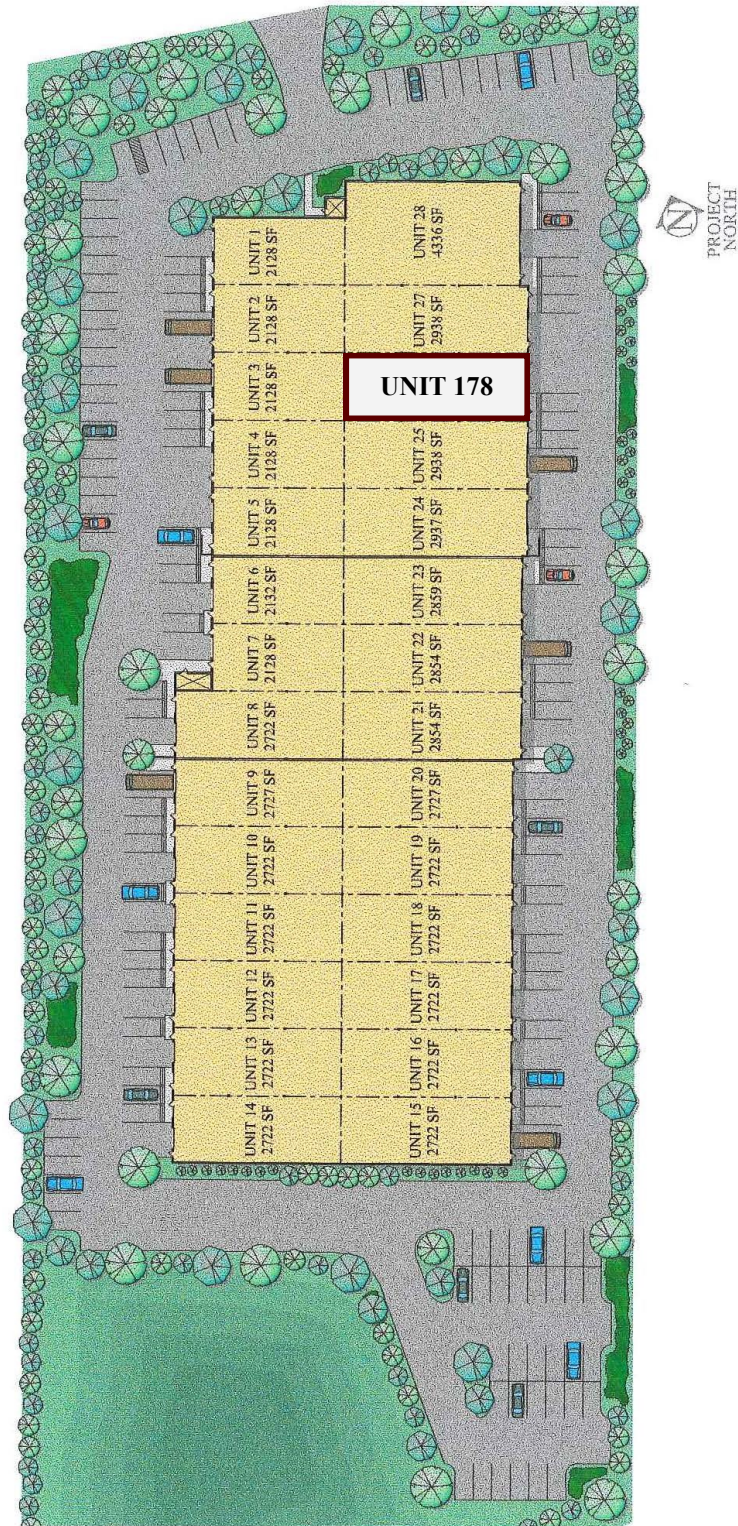 N
PROJECT
NORTH
UNIT 1
2128 SF
UNIT 28
4336 SF
UNIT 2
2128 SF
UNIT 27
2938 SF
UNIT 3
2128 SF
UNIT 178
UNIT 4
2128 SF
UNIT 25
2938 SF
UNIT 5
2128 SF
UNIT 24
2937 SF
UNIT 6
2132 SF
UNIT 23
2859 SF
UNIT 7
2128 SF
UNIT 22
2854 SF
UNIT 8
2722 SF
UNIT 21
2854 SF
UNIT 9
2727 SF
UNIT 20
2727 SF
UNIT 10
2722 SF
UNIT 19
2722 SF
UNIT 11
2722 SF
UNIT 18
2722 SF
UNIT 12
2722 SF
UNIT 17
2722 SF
UNIT 13
2722 SF
UNIT 16
2722 SF
UNIT 14
2722 SF
UNIT 15
2722 SF